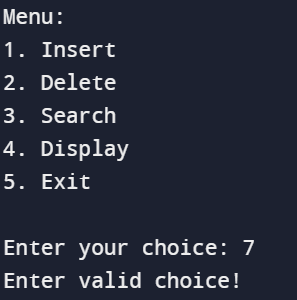 Menu:
1. Insert
2. Delete
3. Search
4. Display
5. Exit
Enter your choice: 7
Enter valid choice!